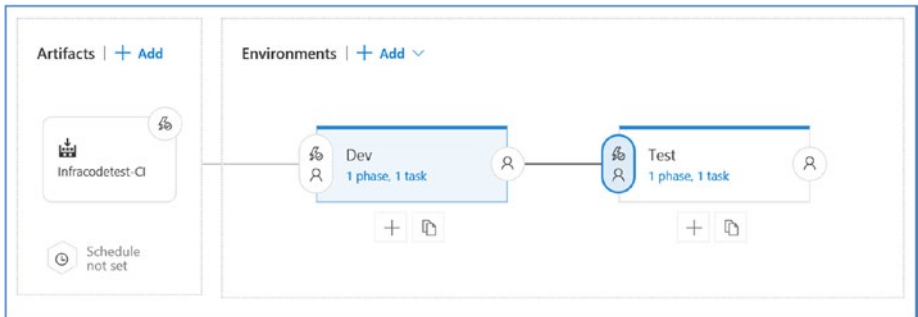 Artifacts | + Add
Environments | + Add
Infracodetest-CI
Schedule
not set
Dev
1 phase, 1 task
Test
1 phase, 1 task